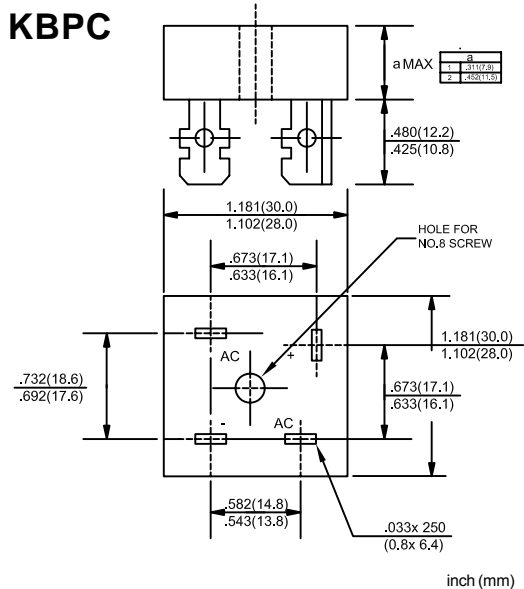 KBPC
a MAX
a
1 .311(7.9)
2 .452(11.5)
.480(12.2)
.425(10.8)
1.181(30.0)
1.102(28.0)
HOLE FOR
NO.8 SCREW
.673(17.1)
.633(16.1)
AC
+
1.181(30.0)
1.102(28.0)
.732(18.6)
.692(17.6)
.673(17.1)
.633(16.1)
-
AC
.582(14.8)
.543(13.8)
.033x 250
(0.8x 6.4)
inch (mm)